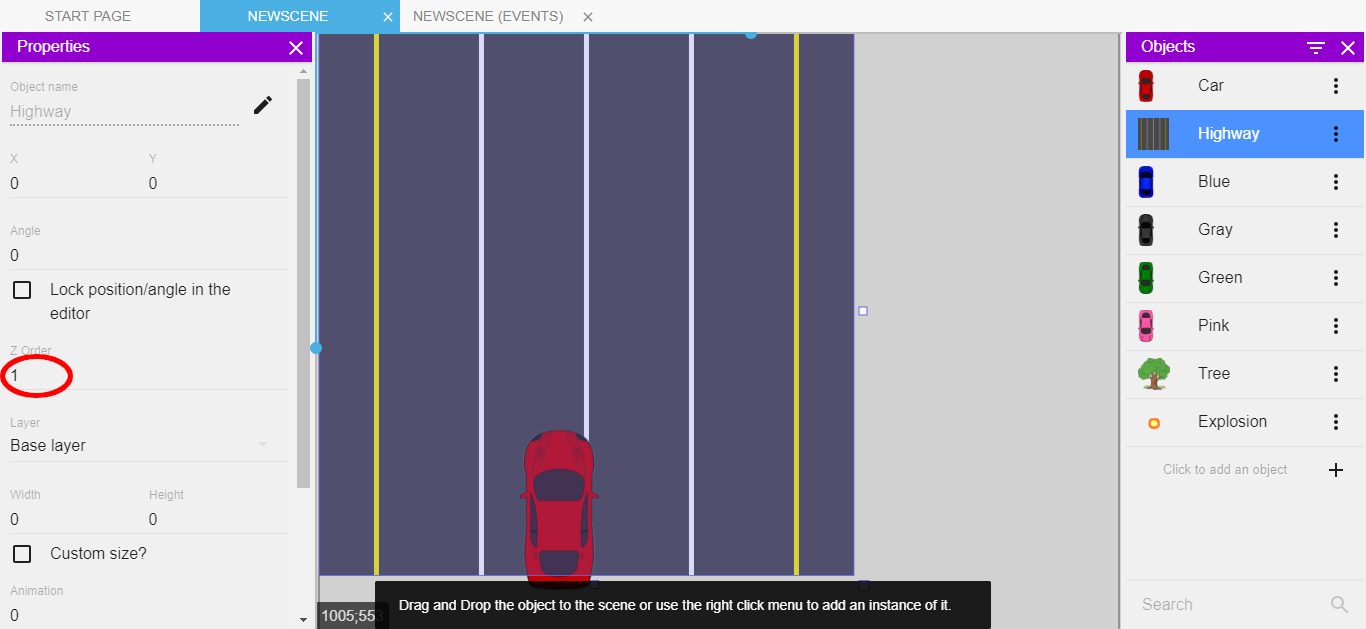 START PAGE
NEWSCENE
NEWSCENE (EVENTS)
Properties
Object name
Highway
X Y
0 0
Angle
0
Lock position/angle in the
editor
Z Order
1
Layer
Base layer
Width Height
0 0
Custom size?
Animation
0
1005;553
Drag and Drop the object to the scene or use the right click menu to add an instance of it.
Objects
Car
Highway
Blue
Gray
Green
Pink
Tree
Explosion
Click to add an object
Search